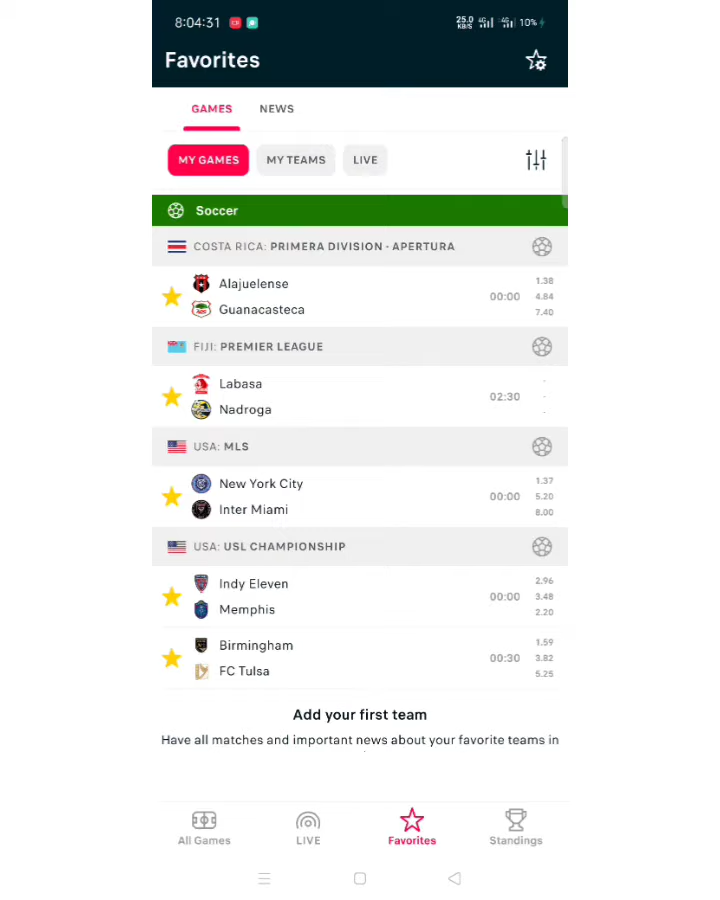 8:04:31 25.0 KB/S 4G 4G 10%
Favorites
GAMES NEWS
MY GAMES MY TEAMS LIVE
Soccer
COSTA RICA: PRIMERA DIVISION - APERTURA
Alajuelense
Guanacasteca
00:00
1.38
4.84
7.40
FIJI: PREMIER LEAGUE
Labasa
Nadroga
02:30
-
-
-
USA: MLS
New York City
Inter Miami
00:00
1.37
5.20
8.00
USA: USL CHAMPIONSHIP
Indy Eleven
Memphis
00:00
2.96
3.48
2.20
Birmingham
FC Tulsa
00:30
1.59
3.82
5.25
Add your first team
Have all matches and important news about your favorite teams in
All Games LIVE Favorites Standings